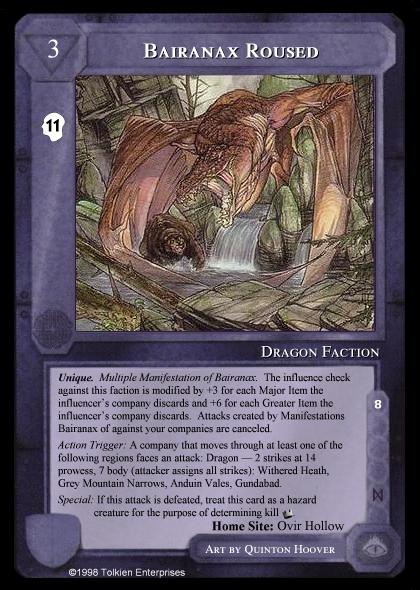 3
BAIRANAX ROUSED
11
DRAGON FACTION
Unique. Multiple Manifestation of Bairanax. The influence check
against this faction is modified by +3 for each Major Item the
influencer's company discards and +6 for each Greater Item the
influencer's company discards. Attacks created by Manifestations
Bairanax of against your companies are canceled.
8
Action Trigger: A company that moves through at least one of the
following regions faces an attack: Dragon — 2 strikes at 14
prowess, 7 body (attacker assigns all strikes): Withered Heath,
Grey Mountain Narrows, Anduin Vales, Gundabad.
Special: If this attack is defeated, treat this card as a hazard
creature for the purpose of determining kill
Home Site: Ovir Hollow
ART BY QUINTON HOOVER
©1998 Tolkien Enterprises